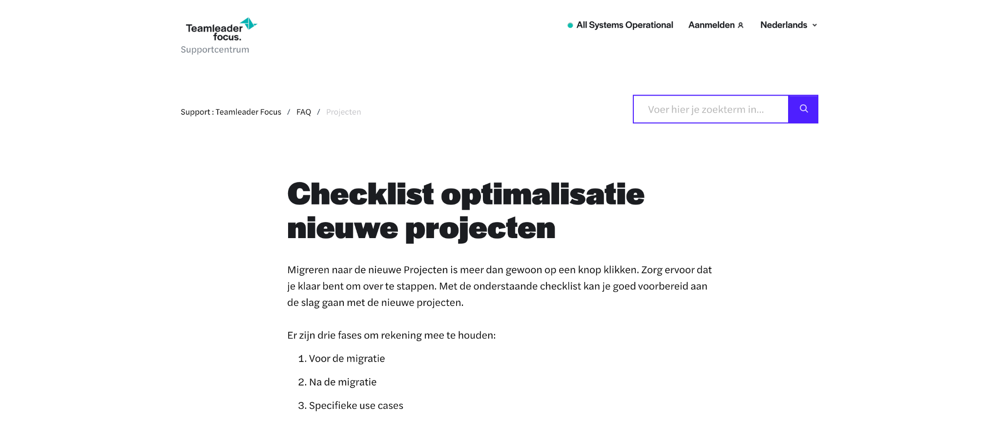 Teamleader
focus.
Supportcentrum
All Systems Operational
Aanmelden
Nederlands
Support : Teamleader Focus / FAQ / Projecten
Voer hier je zoekterm in...
Checklist optimalisatie
nieuwe projecten
Migreren naar de nieuwe Projecten is meer dan gewoon op een knop klikken. Zorg ervoor dat
je klaar bent om over te stappen. Met de onderstaande checklist kan je goed voorbereid aan
de slag gaan met de nieuwe projecten.
Er zijn drie fases om rekening mee te houden:
1. Voor de migratie
2. Na de migratie
3. Specifieke use cases